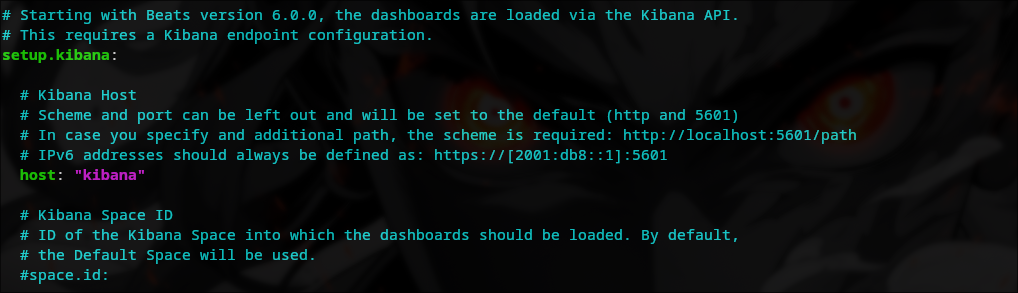 # Starting with Beats version 6.0.0, the dashboards are loaded via the Kibana API.
# This requires a Kibana endpoint configuration.
setup.kibana:
# Kibana Host
# Scheme and port can be left out and will be set to the default (http and 5601)
# In case you specify and additional path, the scheme is required: http://localhost:5601/path
# IPv6 addresses should always be defined as: https://[2001:db8::1]:5601
host: "kibana"
# Kibana Space ID
# ID of the Kibana Space into which the dashboards should be loaded. By default,
# the Default Space will be used.
#space.id: